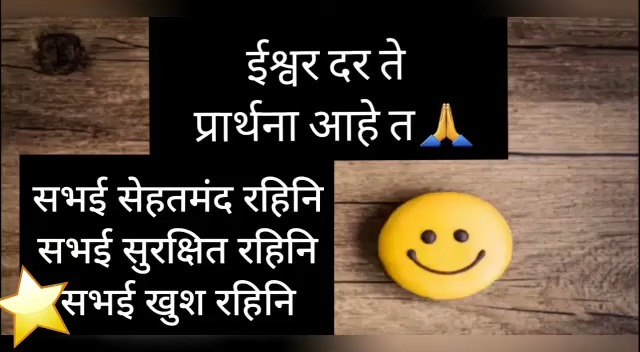 ईश्वर दर ते
प्रार्थना आहे त🙏
सभई सेहतमंद रहिनि
सभई सुरक्षित रहिनि
सभई खुश रहिनि